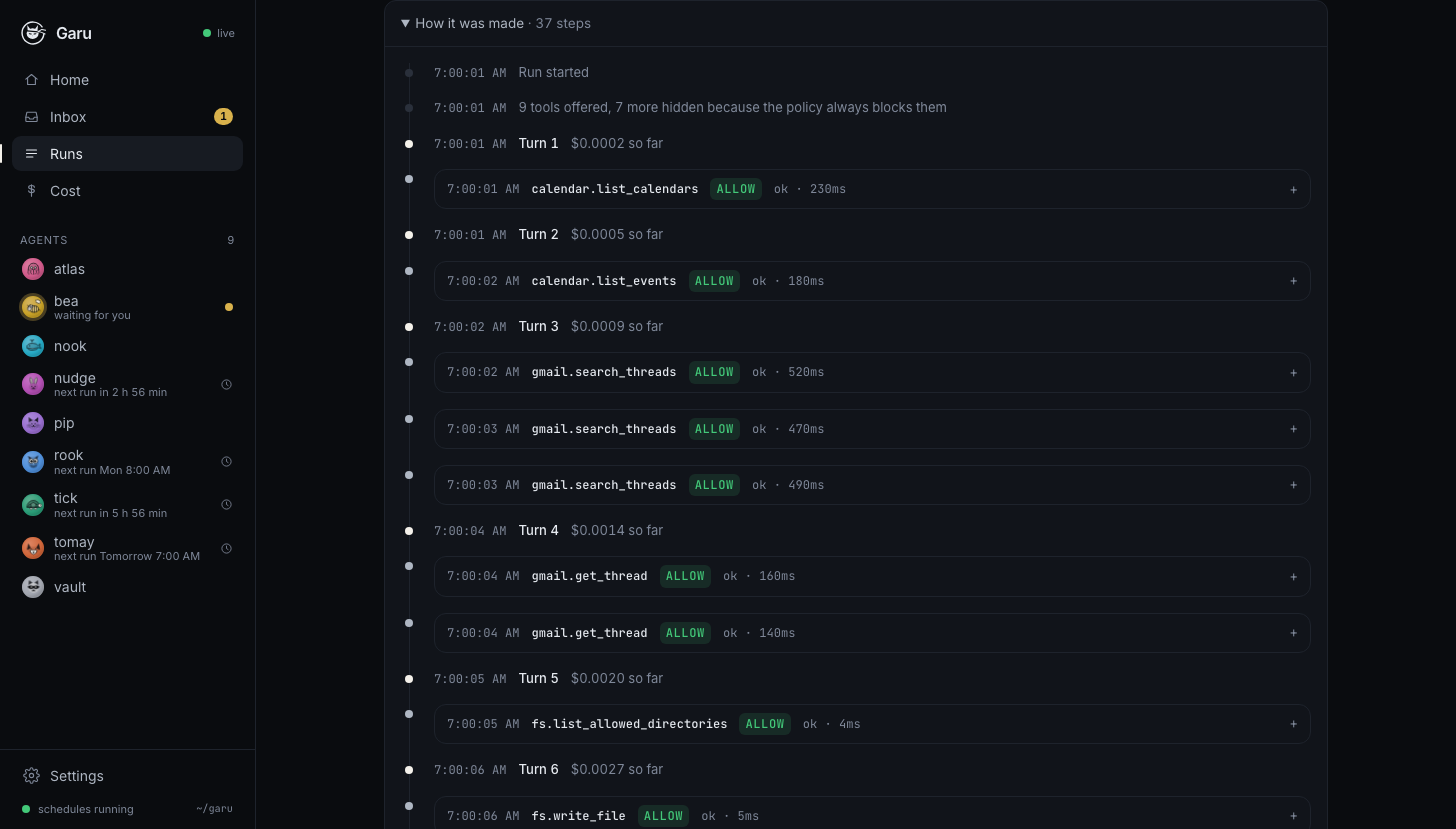 Garu
live
Home
Inbox
1
Runs
Cost
AGENTS
9
atlas
bea
waiting for you
nook
nudge
next run in 2 h 56 min
pip
rook
next run Mon 8:00 AM
tick
next run in 5 h 56 min
tomay
next run Tomorrow 7:00 AM
vault
Settings
schedules running
~/garu
▼ How it was made · 37 steps
7:00:01 AM Run started
7:00:01 AM 9 tools offered, 7 more hidden because the policy always blocks them
7:00:01 AM Turn 1 $0.0002 so far
7:00:01 AM calendar.list_calendars ALLOW ok · 230ms +
7:00:01 AM Turn 2 $0.0005 so far
7:00:02 AM calendar.list_events ALLOW ok · 180ms +
7:00:02 AM Turn 3 $0.0009 so far
7:00:02 AM gmail.search_threads ALLOW ok · 520ms +
7:00:03 AM gmail.search_threads ALLOW ok · 470ms +
7:00:03 AM gmail.search_threads ALLOW ok · 490ms +
7:00:04 AM Turn 4 $0.0014 so far
7:00:04 AM gmail.get_thread ALLOW ok · 160ms +
7:00:04 AM gmail.get_thread ALLOW ok · 140ms +
7:00:05 AM Turn 5 $0.0020 so far
7:00:05 AM fs.list_allowed_directories ALLOW ok · 4ms +
7:00:06 AM Turn 6 $0.0027 so far
7:00:06 AM fs.write_file ALLOW ok · 5ms +